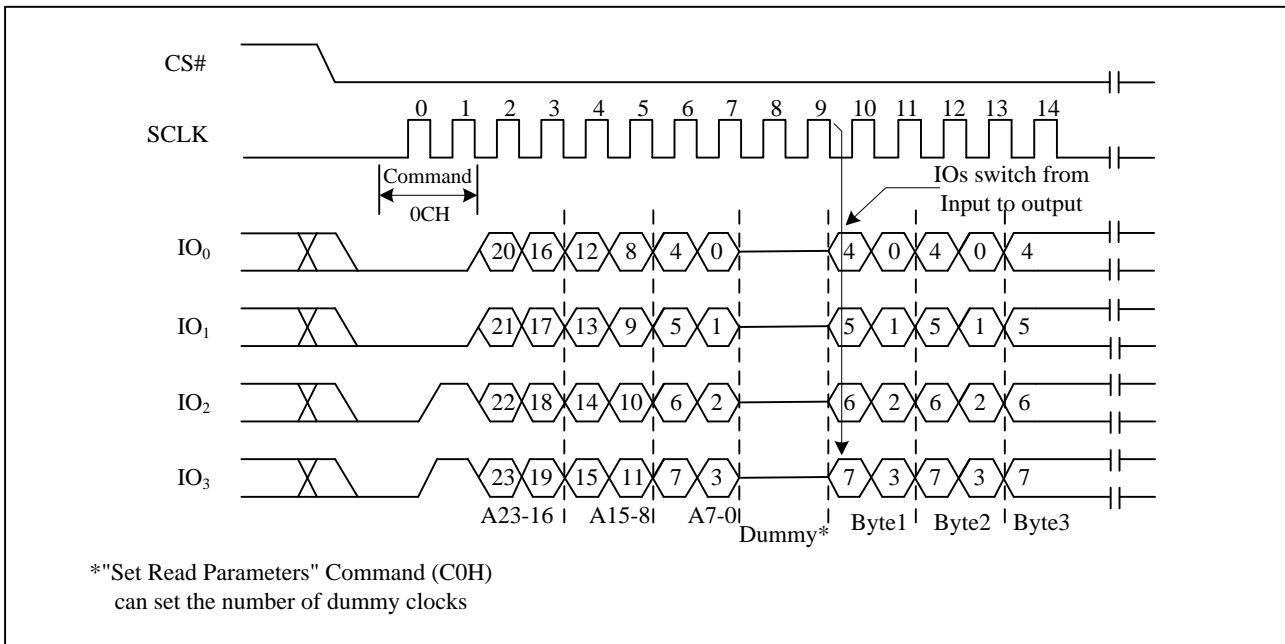 CS#
0 1 2 3 4 5 6 7 8 9 10 11 12 13 14
SCLK
Command
0CH
IOs switch from
Input to output
IO₀ 20 16 12 8 4 0 4 0 4 0 4
IO₁ 21 17 13 9 5 1 5 1 5 1 5
IO₂ 22 18 14 10 6 2 6 2 6 2 6
IO₃ 23 19 15 11 7 3 7 3 7 3 7
A23-16 A15-8 A7-0 Dummy* Byte1 Byte2 Byte3
*"Set Read Parameters" Command (C0H)
can set the number of dummy clocks